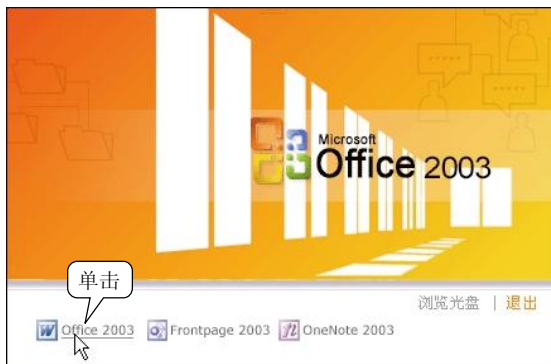 Microsoft
Office 2003
单击
浏览光盘 | 退出
Office 2003 Frontpage 2003 OneNote 2003